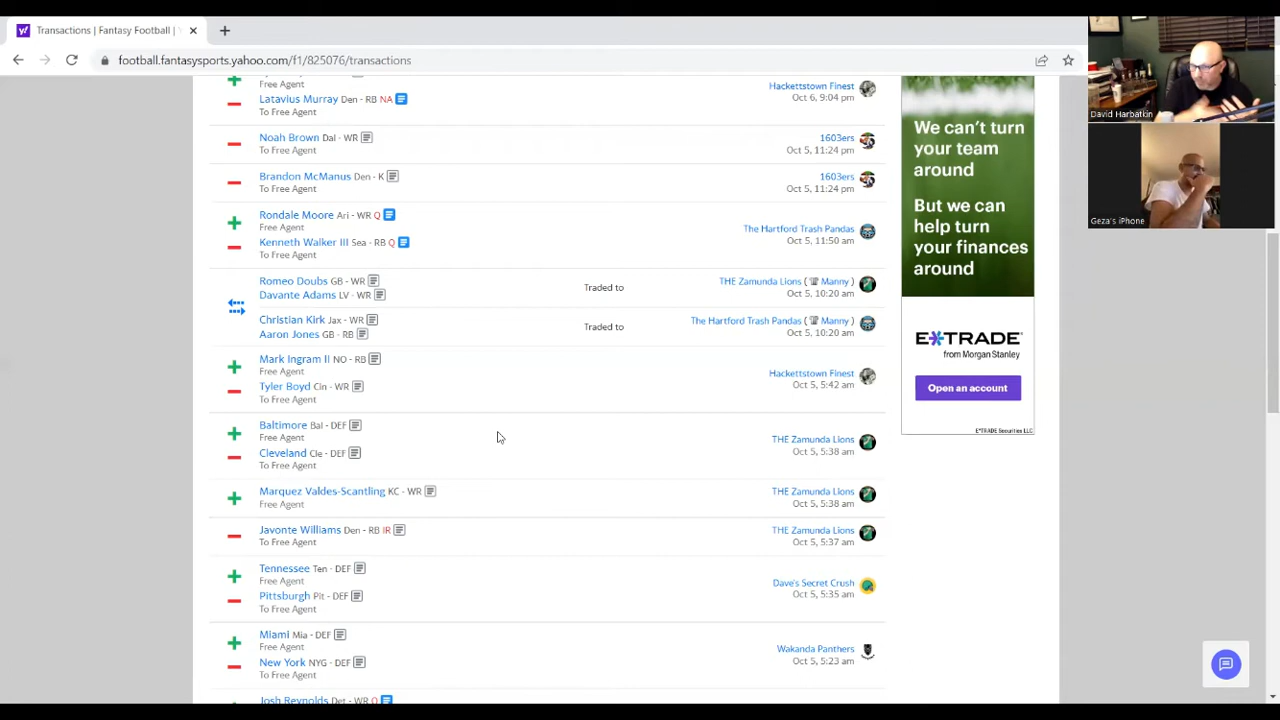 Transactions | Fantasy Football |
football.fantasysports.yahoo.com/f1/825076/transactions
Free Agent
Hackettstown Finest
Latavius Murray Den - RB NA
Oct 6, 9:04 pm
To Free Agent
Noah Brown Dal - WR
1603ers
To Free Agent
Oct 5, 11:24 pm
Brandon McManus Den - K
1603ers
To Free Agent
Oct 5, 11:24 pm
Rondale Moore Ari - WR Q
Free Agent
The Hartford Trash Pandas
Kenneth Walker III Sea - RB Q
Oct 5, 11:50 am
To Free Agent
Romeo Doubs GB - WR
Traded to
THE Zamunda Lions ( Manny )
Davante Adams LV - WR
Oct 5, 10:20 am
Christian Kirk Jax - WR
Traded to
The Hartford Trash Pandas ( Manny )
Aaron Jones GB - RB
Oct 5, 10:20 am
Mark Ingram II NO - RB
Free Agent
Hackettstown Finest
Tyler Boyd Cin - WR
Oct 5, 5:42 am
To Free Agent
Baltimore Bal - DEF
Free Agent
THE Zamunda Lions
Cleveland Cle - DEF
Oct 5, 5:38 am
To Free Agent
Marquez Valdes-Scantling KC - WR
THE Zamunda Lions
Free Agent
Oct 5, 5:38 am
Javonte Williams Den - RB IR
THE Zamunda Lions
To Free Agent
Oct 5, 5:37 am
Tennessee Ten - DEF
Free Agent
Dave's Secret Crush
Pittsburgh Pit - DEF
Oct 5, 5:35 am
To Free Agent
Miami Mia - DEF
Free Agent
Wakanda Panthers
New York NYG - DEF
Oct 5, 5:23 am
To Free Agent
Josh Reynolds Det - WR Q
We can't turn
your team
around
But we can
help turn
your finances
around
E*TRADE
from Morgan Stanley
Open an account
E*TRADE Securities LLC
David Harbatkin
Geza's iPhone